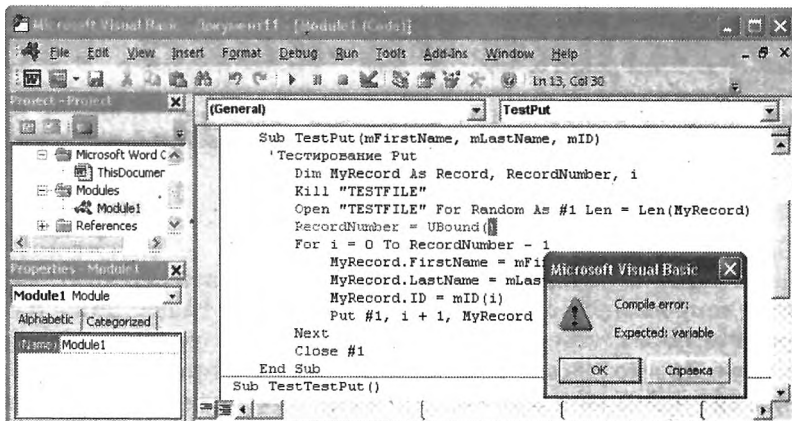 Microsoft Visual Basic - Документ1 - [Module1 (Code)]
File Edit View Insert Format Debug Run Tools Add-Ins Window Help
Ln 13, Col 30
Project - Project
(General)
TestPut
Microsoft Word
ThisDocumer
Modules
Module1
References
Properties - Module1
Module1 Module
Alphabetic Categorized
(Name) Module1
Sub TestPut(mFirstName, mLastName, mID)
'Тестирование Put
Dim MyRecord As Record, RecordNumber, i
Kill "TESTFILE"
Open "TESTFILE" For Random As #1 Len = Len(MyRecord)
RecordNumber = UBound()
For i = 0 To RecordNumber - 1
MyRecord.FirstName = mFi
MyRecord.LastName = mLas
MyRecord.ID = mID(i)
Put #1, i + 1, MyRecord
Next
Close #1
End Sub
Sub TestTestPut()
Microsoft Visual Basic
Compile error:
Expected: variable
OK Справка